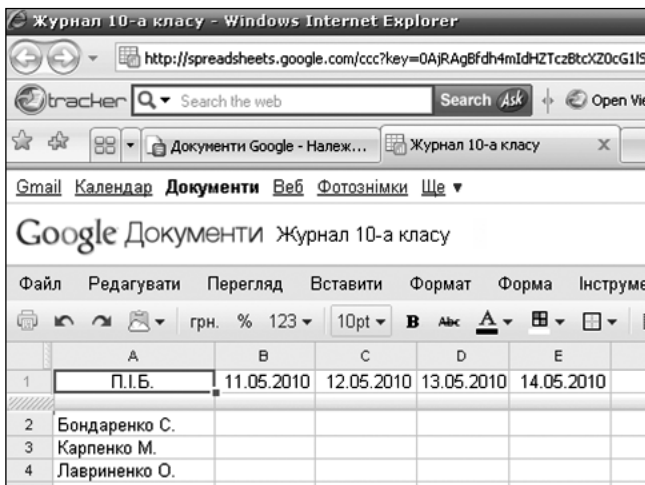 Журнал 10-а класу - Windows Internet Explorer
http://spreadsheets.google.com/ccc?key=0AjRAgBfdh4mIdHZTczBtcXZ0cG1lS
tracker Search the web Search Ask Open Vie
Документи Google - Належ... Журнал 10-а класу X
Gmail Календар Документи Веб Фотознімки Ще ▼
Google Документи Журнал 10-а класу
Файл Редагувати Перегляд Вставити Формат Форма Інструме
грн. % 123 10pt B Abc A
A B C D E
1 П.І.Б. 11.05.2010 12.05.2010 13.05.2010 14.05.2010
2 Бондаренко С.
3 Карпенко М.
4 Лавриненко О.